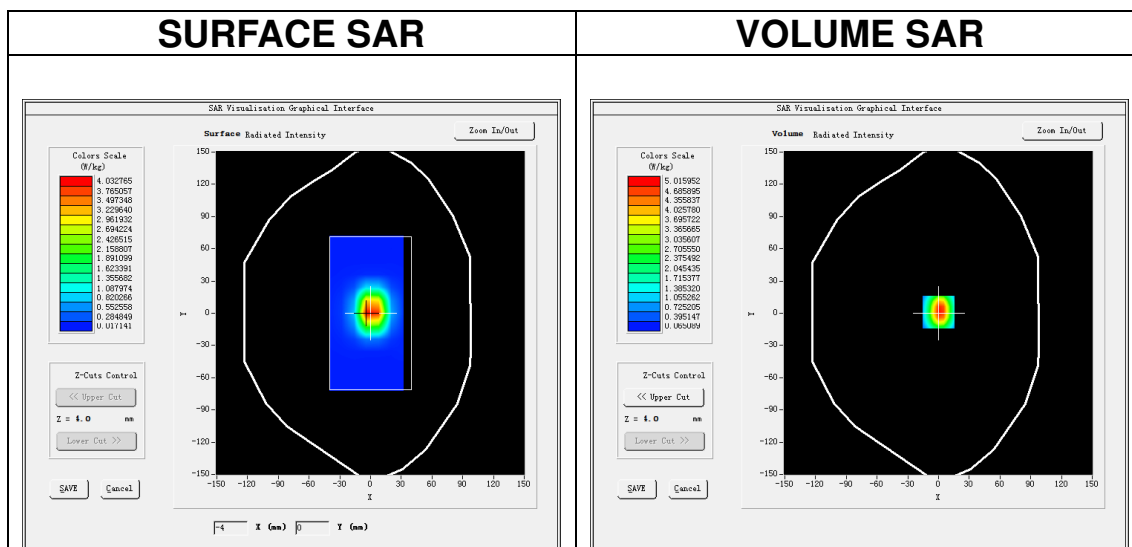 SURFACE SAR
VOLUME SAR
SAR Visualisation Graphical Interface
Surface Radiated Intensity
Zoom In/Out
Colors Scale
(W/kg)
4.032765
3.765057
3.497348
3.229640
2.961932
2.694224
2.426515
2.158807
1.891099
1.623391
1.355682
1.087974
0.820266
0.552558
0.284849
0.017141
Z-Cuts Control
<< Upper Cut
Z = 4.0 mm
Lower Cut >>
SAVE Cancel
150
120
90
60
30
0
-30
-60
-90
-120
-150
Y
-150 -120 -90 -60 -30 0 30 60 90 120 150
X
-4 X (mm) 0 Y (mm)
SAR Visualisation Graphical Interface
Volume Radiated Intensity
Zoom In/Out
Colors Scale
(W/kg)
5.015952
4.685895
4.355837
4.025780
3.695722
3.365665
3.035607
2.705550
2.375492
2.045435
1.715377
1.385320
1.055262
0.725205
0.395147
0.065089
Z-Cuts Control
<< Upper Cut
Z = 4.0 mm
Lower Cut >>
SAVE Cancel
150
120
90
60
30
0
-30
-60
-90
-120
-150
Y
-150 -120 -90 -60 -30 0 30 60 90 120 150
X